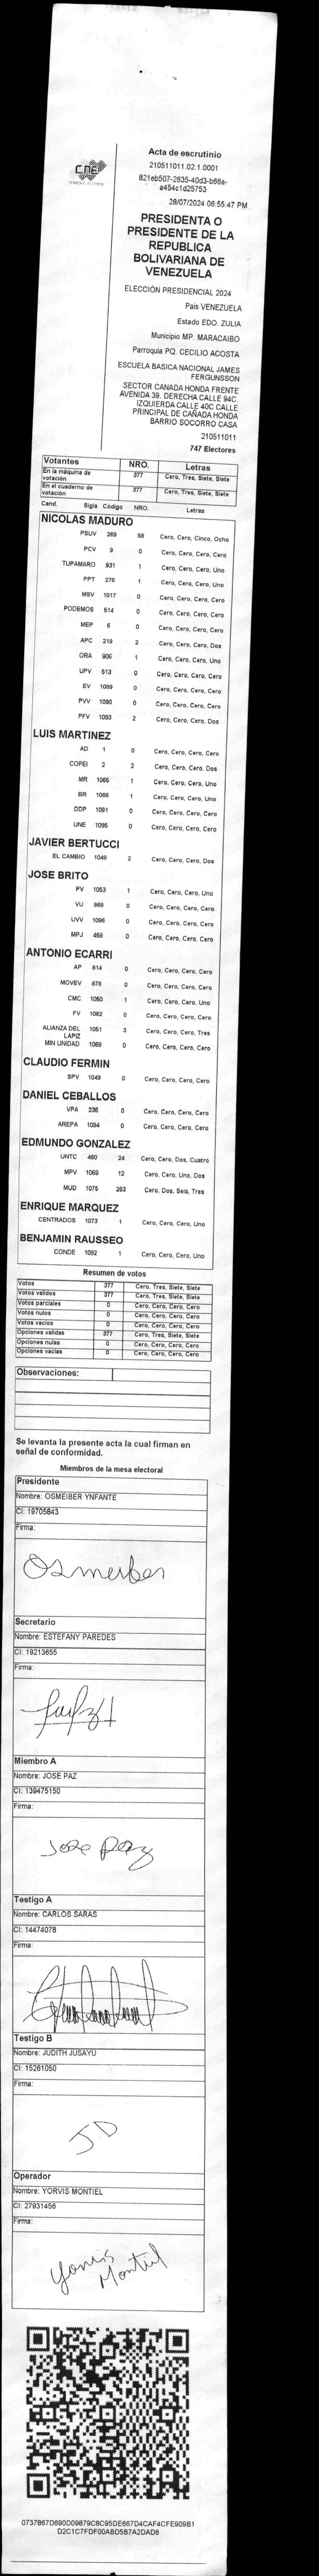 CNE
Acta de escrutinio
210511011.02.1.0001
821eb507-2635-40d3-b66a-
a454c1d25753
28/07/2024 06:55:47 PM
PRESIDENTA O
PRESIDENTE DE LA
REPUBLICA
BOLIVARIANA DE
VENEZUELA
ELECCIÓN PRESIDENCIAL 2024
Pais VENEZUELA
Estado EDO. ZULIA
Municipio MP. MARACAIBO
Parroquia PQ. CECILIO ACOSTA
ESCUELA BASICA NACIONAL JAMES
FERGUNSSON
SECTOR CANADA HONDA FRENTE
AVENIDA 39. DERECHA CALLE 94C.
IZQUIERDA CALLE 40C CALLE
PRINCIPAL DE CAÑADA HONDA
BARRIO SOCORRO CASA
210511011
747 Electores
Votantes NRO. Letras
En la máquina de votación 377 Cero, Tres, Siete, Siete
En el cuaderno de votación 377 Cero, Tres, Siete, Siete
Cand. Sigla Código NRO. Letras
NICOLAS MADURO
PSUV 269 58 Cero, Cero, Cinco, Ocho
PCV 9 0 Cero, Cero, Cero, Cero
TUPAMARO 931 1 Cero, Cero, Cero, Uno
PPT 276 1 Cero, Cero, Cero, Uno
MSV 1017 0 Cero, Cero, Cero, Cero
PODEMOS 514 0 Cero, Cero, Cero, Cero
MEP 6 0 Cero, Cero, Cero, Cero
APC 219 2 Cero, Cero, Cero, Dos
ORA 906 1 Cero, Cero, Cero, Uno
UPV 513 0 Cero, Cero, Cero, Cero
EV 1089 0 Cero, Cero, Cero, Cero
PVV 1090 0 Cero, Cero, Cero, Cero
PFV 1093 2 Cero, Cero, Cero, Dos
LUIS MARTINEZ
AD 1 0 Cero, Cero, Cero, Cero
COPEI 2 2 Cero, Cero, Cero, Dos
MR 1065 1 Cero, Cero, Cero, Uno
BR 1066 1 Cero, Cero, Cero, Uno
DDP 1091 0 Cero, Cero, Cero, Cero
UNE 1095 0 Cero, Cero, Cero, Cero
JAVIER BERTUCCI
EL CAMBIO 1048 2 Cero, Cero, Cero, Dos
JOSE BRITO
PV 1053 1 Cero, Cero, Cero, Uno
VU 868 0 Cero, Cero, Cero, Cero
UVV 1096 0 Cero, Cero, Cero, Cero
MPJ 458 0 Cero, Cero, Cero, Cero
ANTONIO ECARRI
AP 814 0 Cero, Cero, Cero, Cero
MOVEV 878 0 Cero, Cero, Cero, Cero
CMC 1050 1 Cero, Cero, Cero, Uno
FV 1062 0 Cero, Cero, Cero, Cero
ALIANZA DEL LAPIZ 1051 3 Cero, Cero, Cero, Tres
MIN UNIDAD 1068 0 Cero, Cero, Cero, Cero
CLAUDIO FERMIN
SPV 1049 0 Cero, Cero, Cero, Cero
DANIEL CEBALLOS
VPA 236 0 Cero, Cero, Cero, Cero
AREPA 1094 0 Cero, Cero, Cero, Cero
EDMUNDO GONZALEZ
UNTC 460 24 Cero, Cero, Dos, Cuatro
MPV 1069 12 Cero, Cero, Uno, Dos
MUD 1075 263 Cero, Dos, Seis, Tres
ENRIQUE MARQUEZ
CENTRADOS 1073 1 Cero, Cero, Cero, Uno
BENJAMIN RAUSSEO
CONDE 1092 1 Cero, Cero, Cero, Uno
Resumen de votos
Votos 377 Cero, Tres, Siete, Siete
Votos validos 377 Cero, Tres, Siete, Siete
Votos parciales 0 Cero, Cero, Cero, Cero
Votos nulos 0 Cero, Cero, Cero, Cero
Votos vacios 0 Cero, Cero, Cero, Cero
Opciones validas 377 Cero, Tres, Siete, Siete
Opciones nulas 0 Cero, Cero, Cero, Cero
Opciones vacias 0 Cero, Cero, Cero, Cero
Observaciones:
Se levanta la presente acta la cual firman en
señal de conformidad.
Miembros de la mesa electoral
Presidente
Nombre: OSMEIBER YNFANTE
CI: 19705843
Firma:
Osmeiber
Secretario
Nombre: ESTEFANY PAREDES
CI: 19213655
Firma:
Miembro A
Nombre: JOSE PAZ
CI: 139475150
Firma:
Jose Paz
Testigo A
Nombre: CARLOS SARAS
CI: 14474078
Firma:
Testigo B
Nombre: JUDITH JUSAYU
CI: 15261050
Firma:
JD
Operador
Nombre: YORVIS MONTIEL
CI: 27931456
Firma:
Yorvis
Montiel
0737867D690D09879C8C95DE667D4CAF4CFE909B1
D2C1C7FDF00ABD5B7A2DAD6